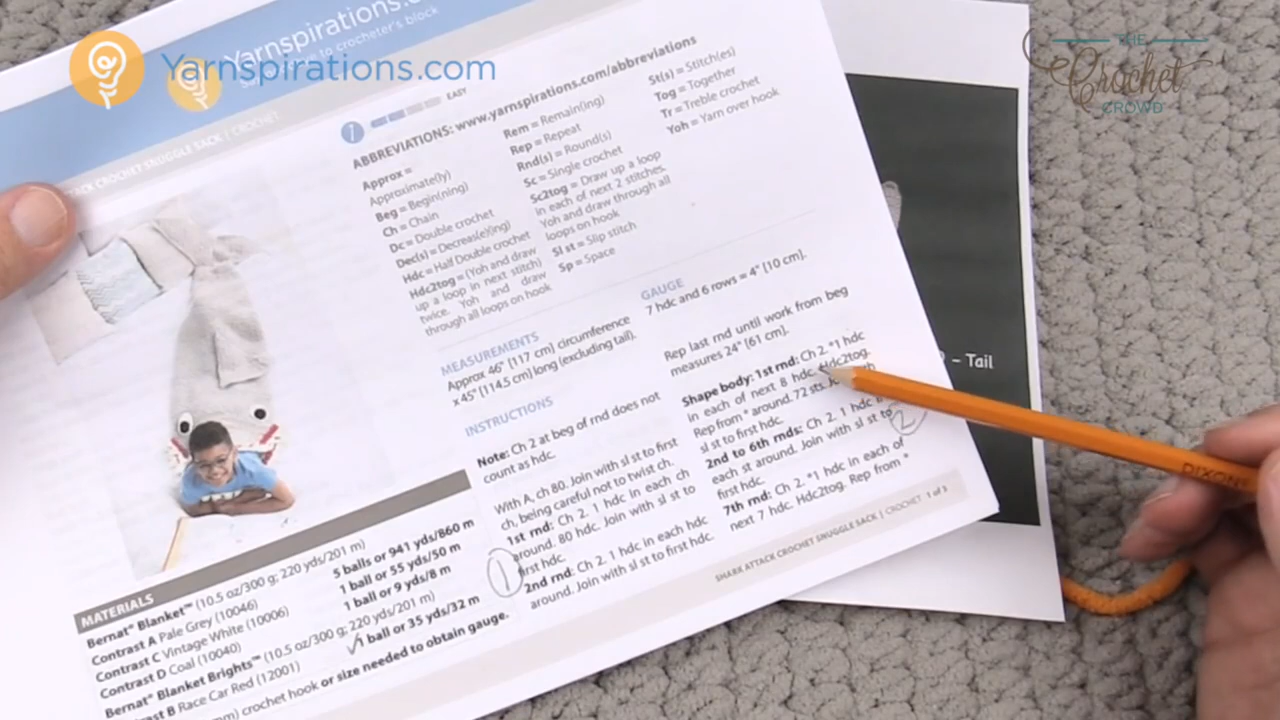 Yarnspirations.com
Yarnspirations.com
THE
Crochet
CROWD
SHARK ATTACK CROCHET SNUGGLE SACK | CROCHET
1
EASY
ABBREVIATIONS: www.yarnspirations.com/abbreviations
Approx =
Approximate(ly)
Beg = Begin(ning)
Ch = Chain
Dc = Double crochet
Dec(s) = Decreas(e)(ing)
Hdc = Half Double crochet
Hdc2tog = (Yoh and draw
up a loop in next stitch)
twice. Yoh and draw
through all loops on hook
Rem = Remain(ing)
Rep = Repeat
Rnd(s) = Round(s)
Sc = Single crochet
Sc2tog = Draw up a loop
in each of next 2 stitches.
Yoh and draw through all
loops on hook
Sl st = Slip stitch
Sp = Space
St(s) = Stitch(es)
Tog = Together
Tr = Treble crochet
Yoh = Yarn over hook
MEASUREMENTS
Approx 46" [117 cm] circumference
x 45" [114.5 cm] long (excluding tail).
GAUGE
7 hdc and 6 rows = 4" [10 cm].
INSTRUCTIONS
Note: Ch 2 at beg of rnd does not
count as hdc.
With A, ch 80. Join with sl st to first
ch, being careful not to twist ch.
1st rnd: Ch 2. 1 hdc in each ch
around. 80 hdc. Join with sl st to
first hdc.
1
2nd rnd: Ch 2. 1 hdc in each hdc
around. Join with sl st to first hdc.
Rep last rnd until work from beg
measures 24" [61 cm].
Shape body: 1st rnd: Ch 2. *1 hdc
in each of next 8 hdc. Hdc2tog.
Rep from * around. 72 sts.
sl st to first hdc.
2
2nd to 6th rnds: Ch 2. 1 hdc
each st around. Join with sl st to
first hdc.
7th rnd: Ch 2. *1 hdc in each of
next 7 hdc. Hdc2tog. Rep from *
SHARK ATTACK CROCHET SNUGGLE SACK | CROCHET 1 of 3
MATERIALS
Bernat® Blanket™ (10.5 oz/300 g; 220 yds/201 m)
Contrast A Pale Grey (10046) 5 balls or 941 yds/860 m
Contrast C Vintage White (10006) 1 ball or 55 yds/50 m
Contrast D Coal (10040) 1 ball or 9 yds/8 m
Bernat® Blanket Brights™ (10.5 oz/300 g; 220 yds/201 m)
Race Car Red (12001) 1 ball or 35 yds/32 m
crochet hook or size needed to obtain gauge.
– Tail
DIXON